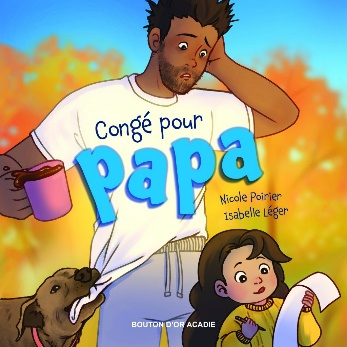 Congé pour
papa
Nicole Poirier
Isabelle Léger
BOUTON D'OR ACADIE